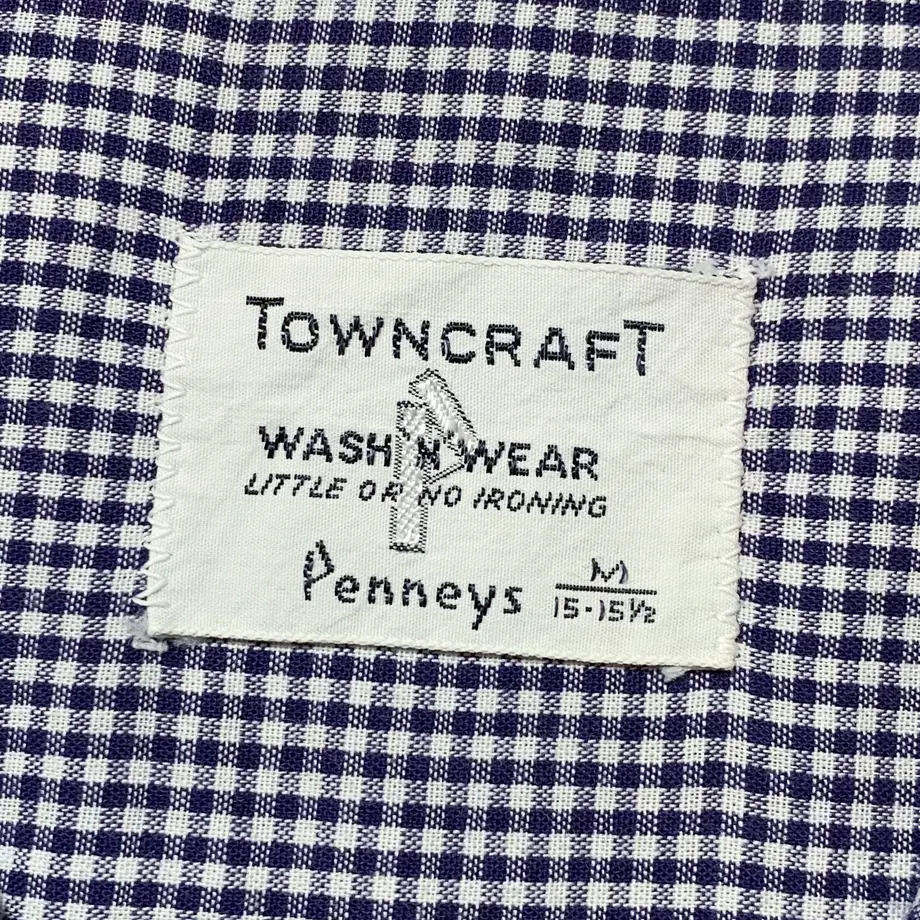 TOWNCRAFT
P
WASH 'N' WEAR
LITTLE OR NO IRONING
Penneys
M
15-15½